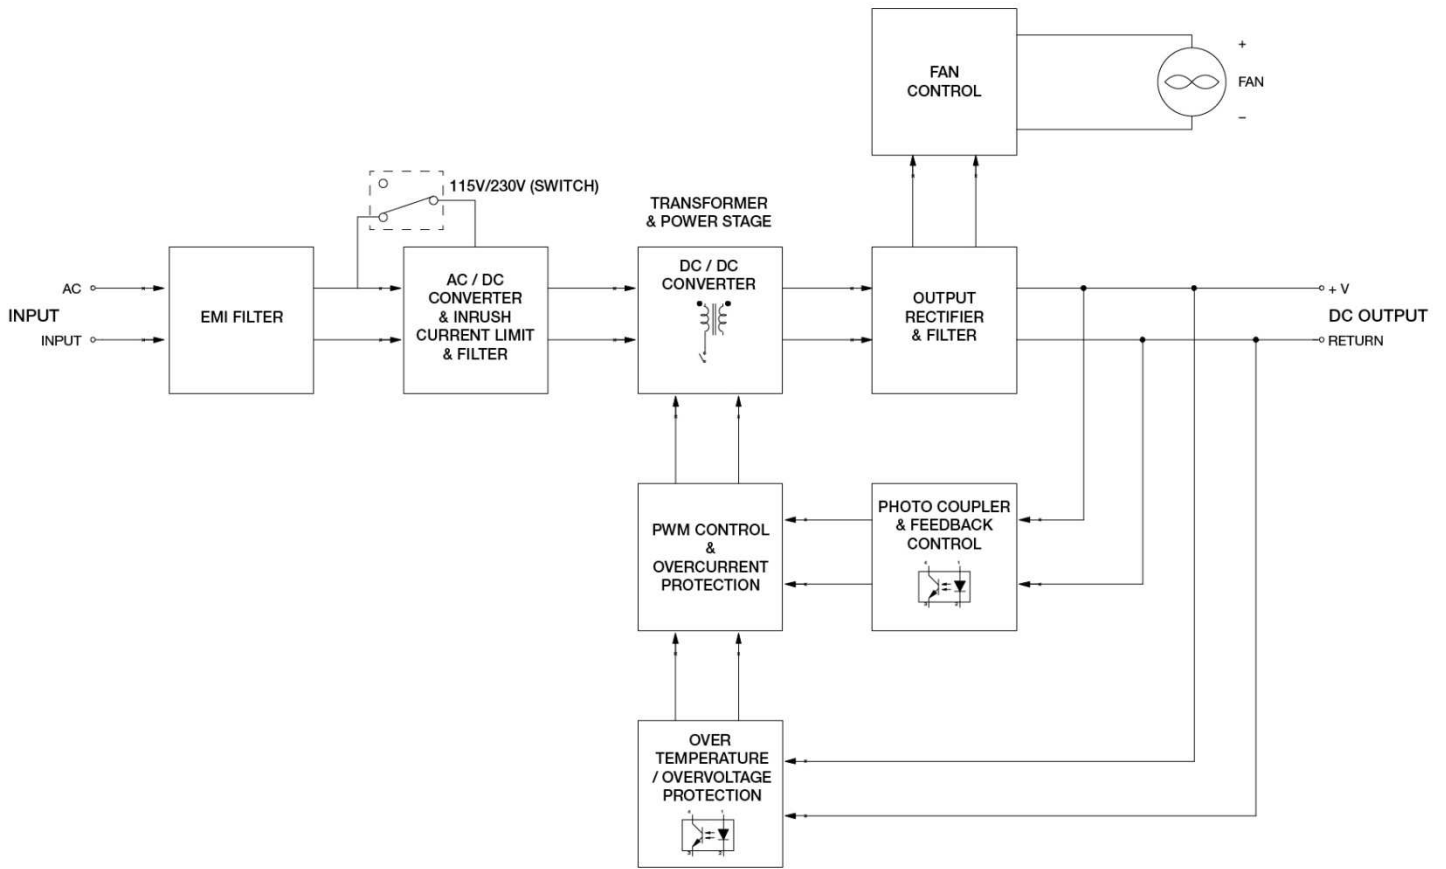 FAN
CONTROL
+
FAN
−
115V/230V (SWITCH)
TRANSFORMER
& POWER STAGE
INPUT
AC
INPUT
EMI FILTER
AC / DC
CONVERTER
& INRUSH
CURRENT LIMIT
& FILTER
DC / DC
CONVERTER
OUTPUT
RECTIFIER
& FILTER
+ V
DC OUTPUT
RETURN
PWM CONTROL
&
OVERCURRENT
PROTECTION
PHOTO COUPLER
& FEEDBACK
CONTROL
OVER
TEMPERATURE
/ OVERVOLTAGE
PROTECTION